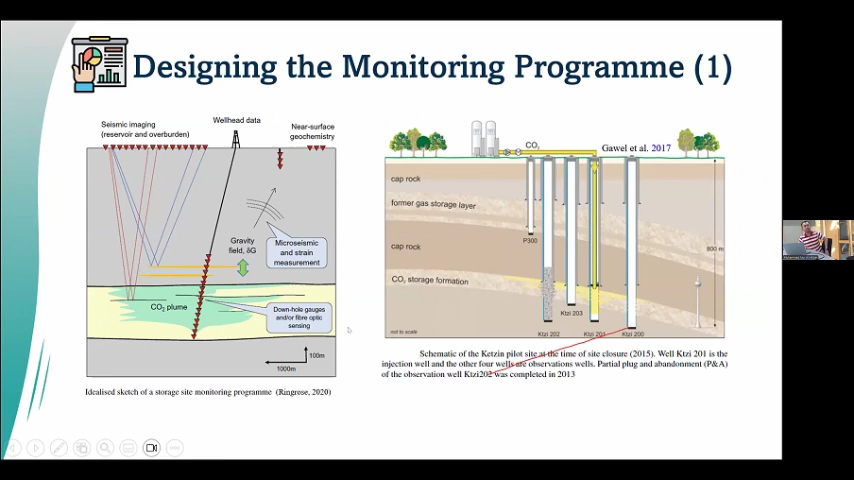 Designing the Monitoring Programme (1)
Seismic imaging
(reservoir and overburden)
Wellhead data
Near-surface
geochemistry
Gravity
field, δG
Microseismic
and strain
measurement
CO₂ plume
Down-hole gauges
and/or fibre optic
sensing
100m
1000m
Idealised sketch of a storage site monitoring programme (Ringrose, 2020)
CO₂
Gawel et al. 2017
cap rock
former gas storage layer
P300
cap rock
800 m
CO₂ storage formation
Ktzi 203
not to scale
Ktzi 202
Ktzi 201
Ktzi 200
Schematic of the Ketzin pilot site at the time of site closure (2015). Well Ktzi 201 is the
injection well and the other four wells are observations wells. Partial plug and abandonment (P&A)
of the observation well Ktzi202 was completed in 2013